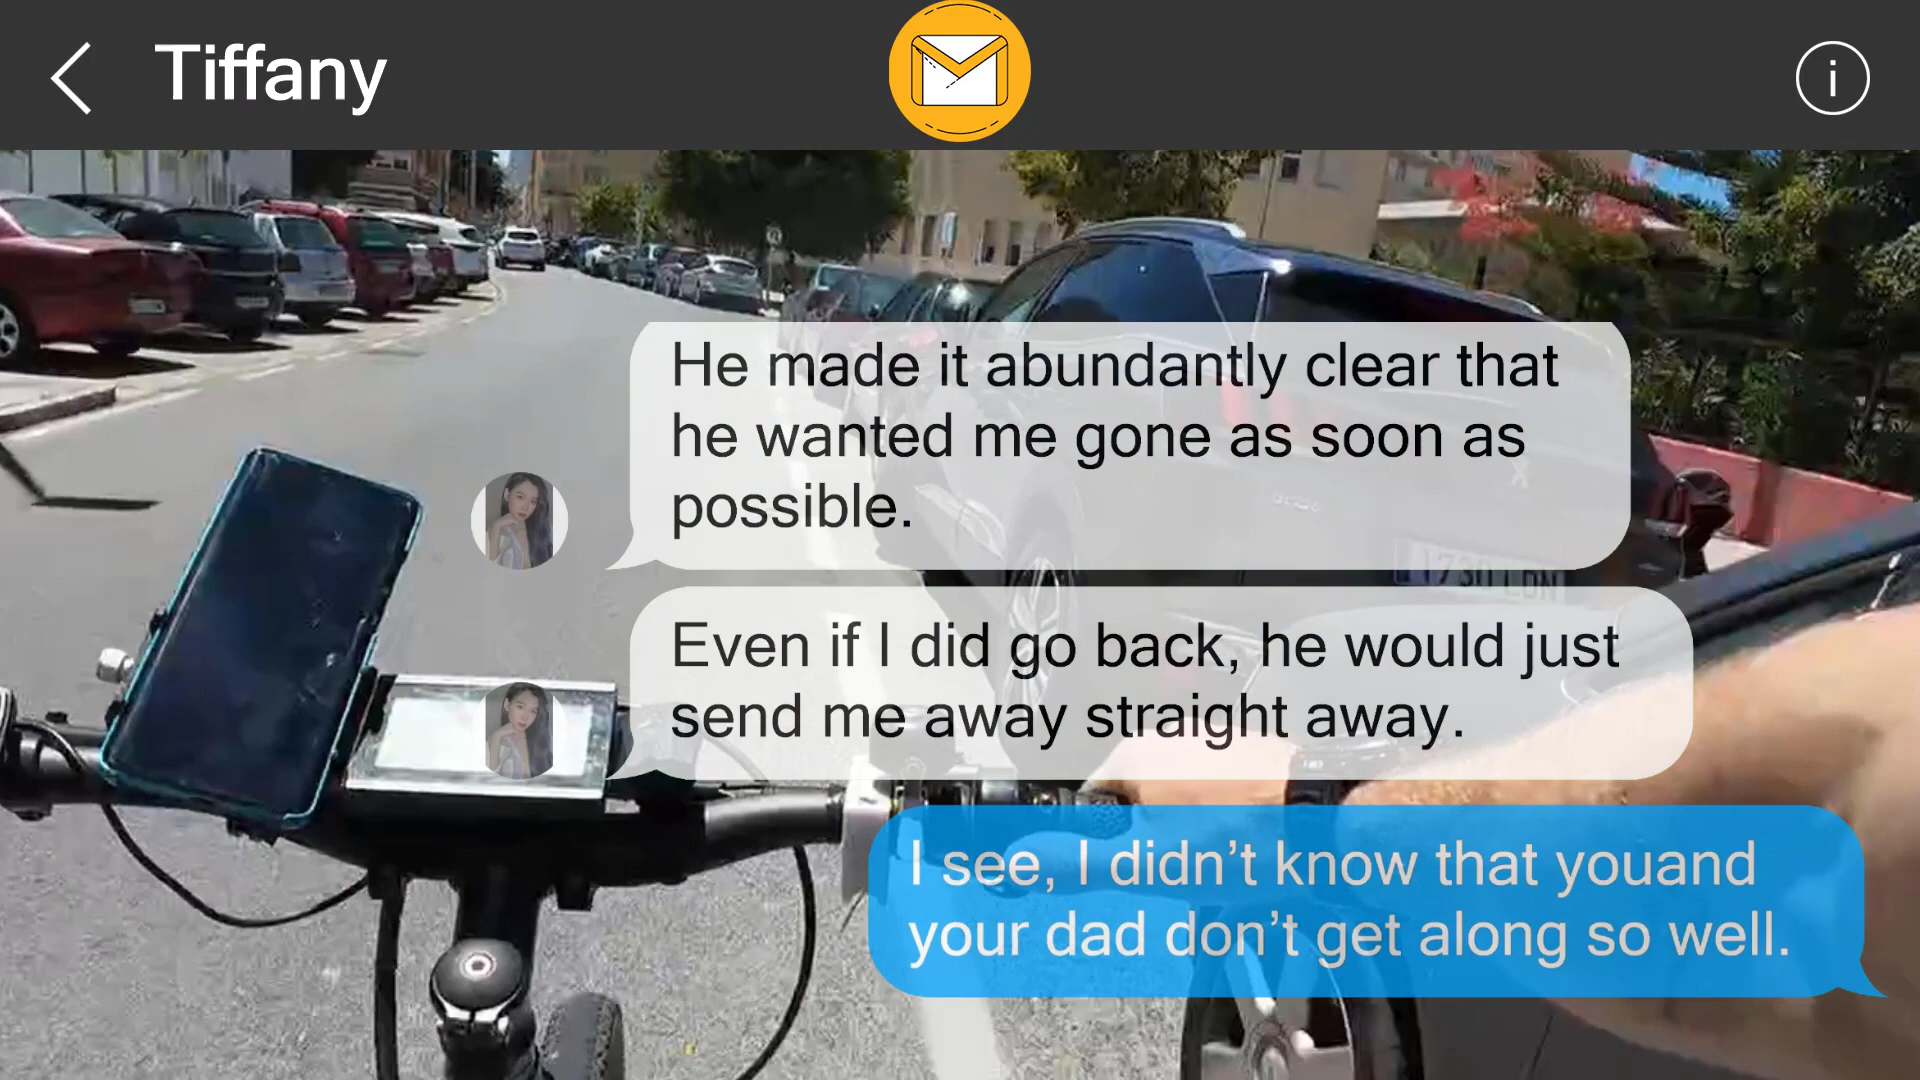 Tiffany
He made it abundantly clear that
he wanted me gone as soon as
possible.
Even if I did go back, he would just
send me away straight away.
I see, I didn’t know that youand
your dad don’t get along so well.